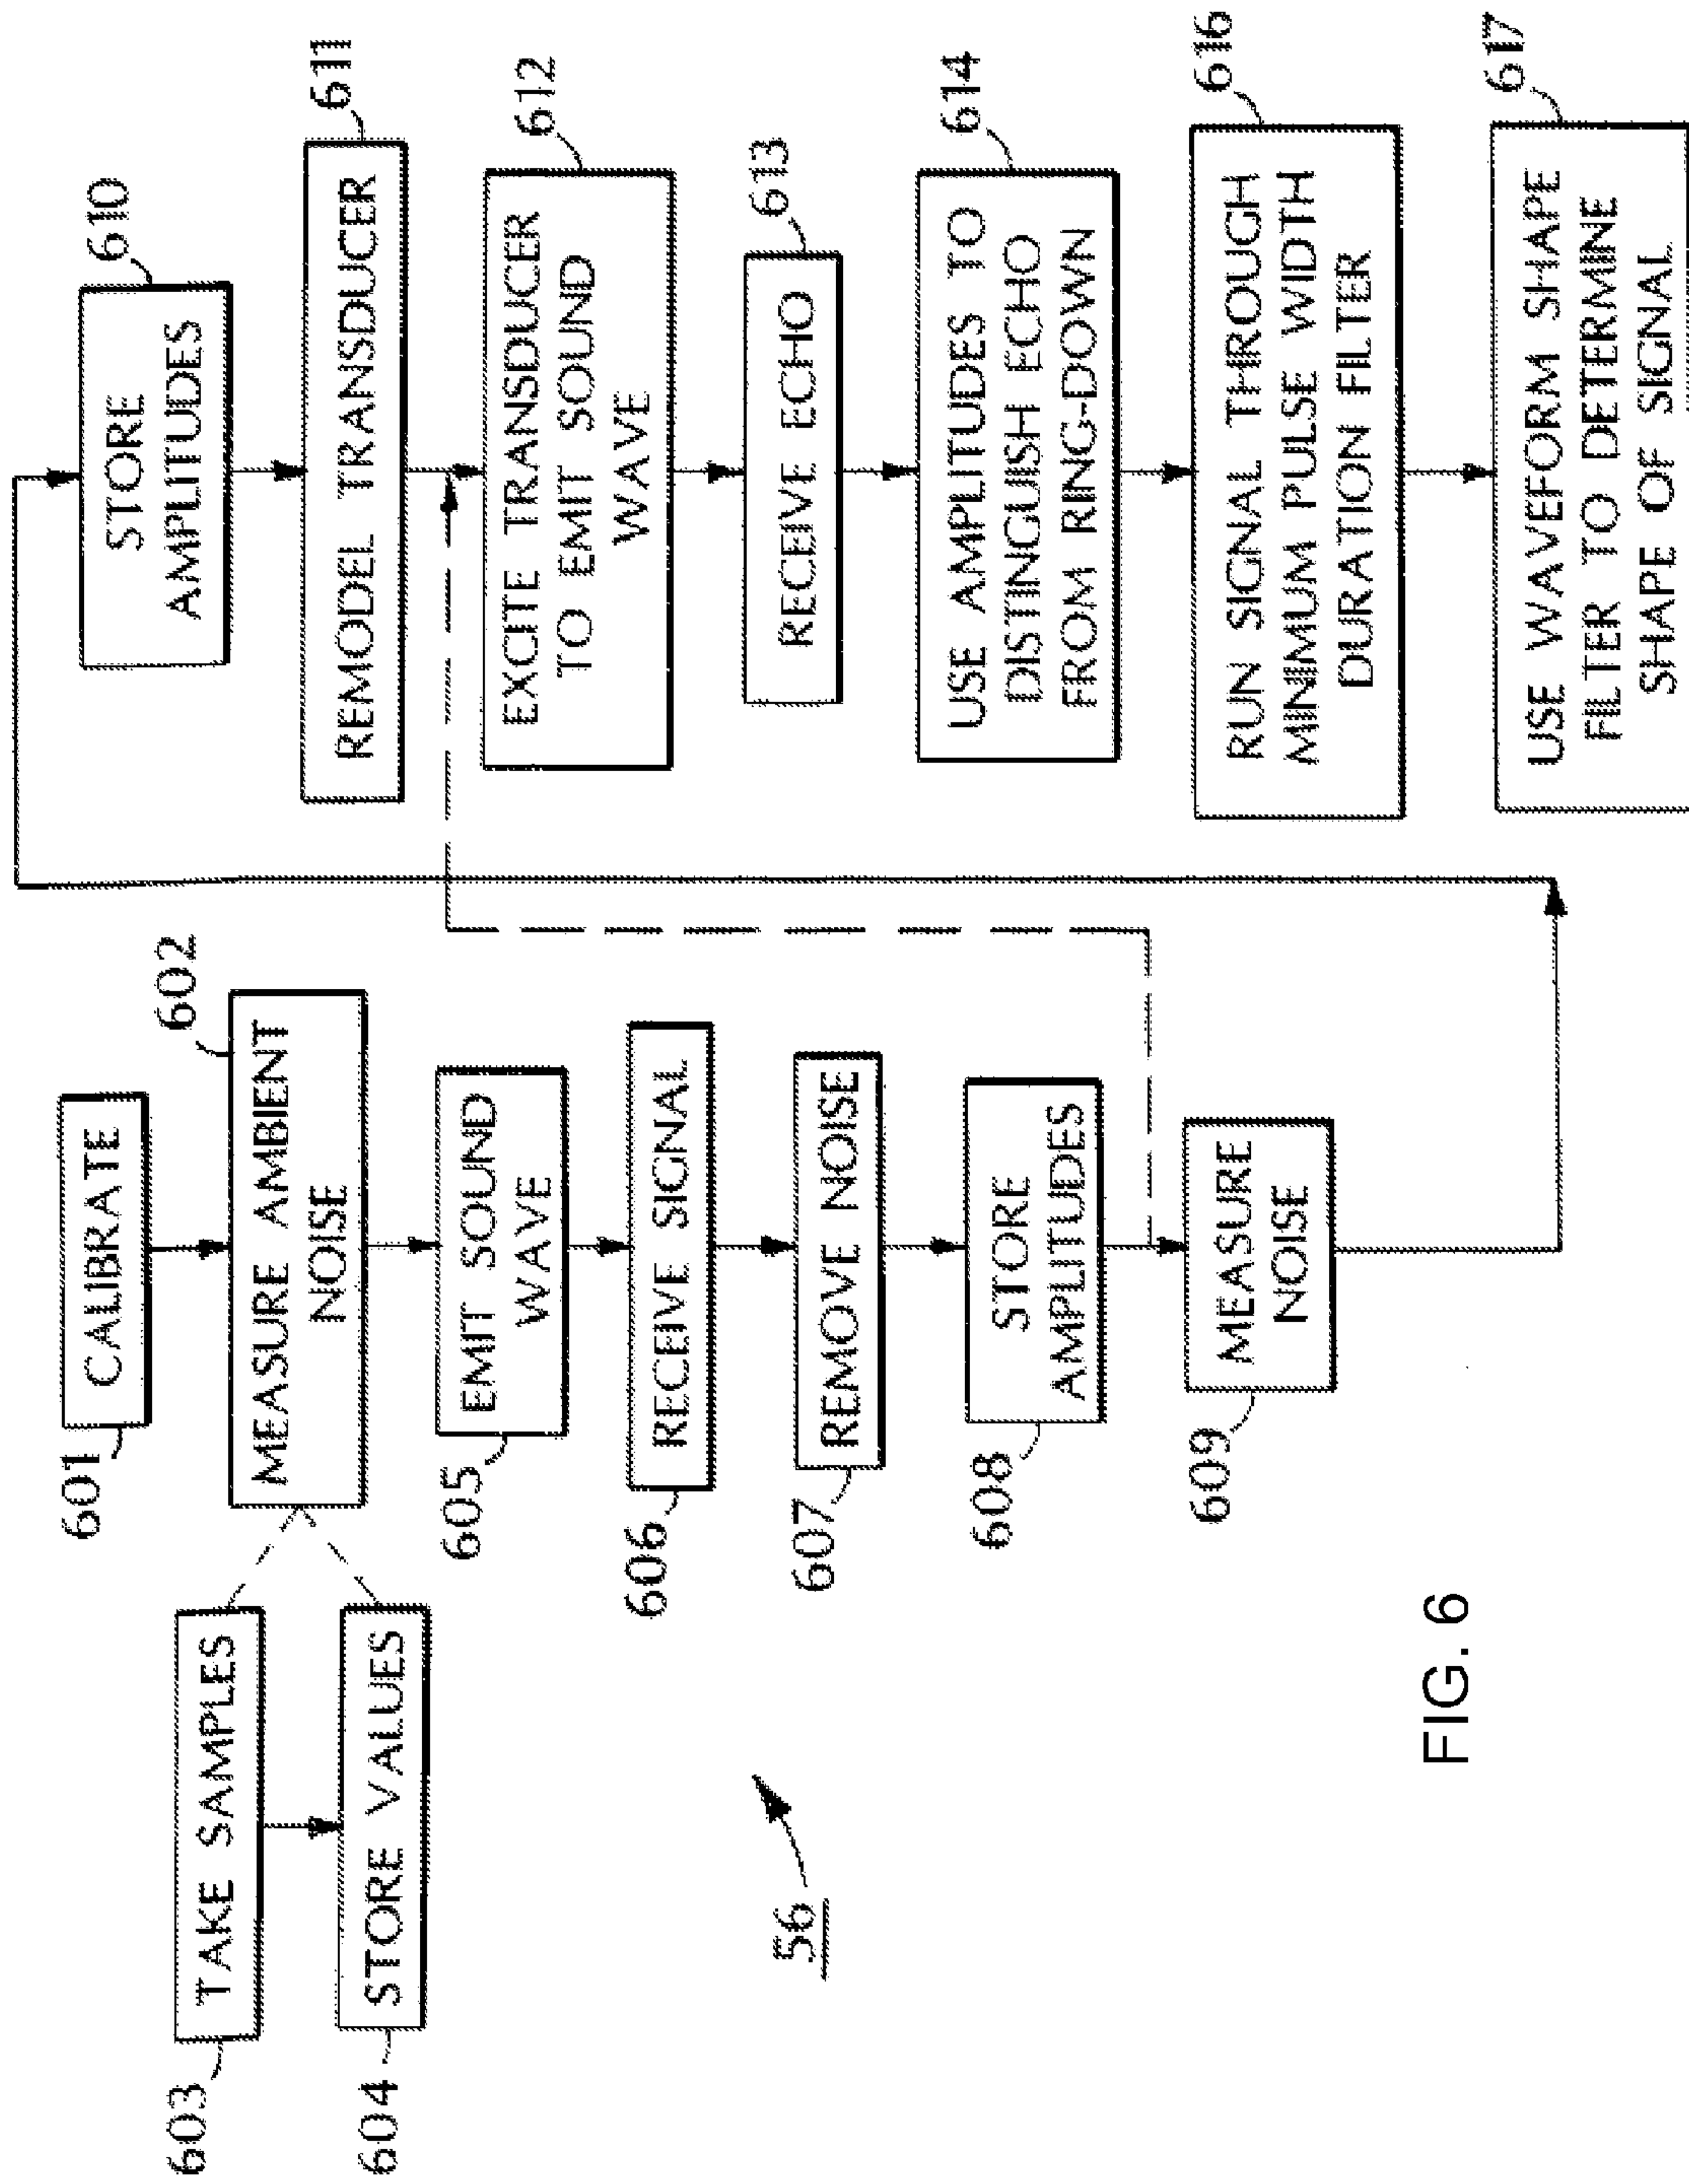 601
CALIBRATE
602
MEASURE AMBIENT
NOISE
603
TAKE SAMPLES
604
STORE VALUES
605
EMIT SOUND
WAVE
606
RECEIVE SIGNAL
607
REMOVE NOISE
608
STORE
AMPLITUDES
609
MEASURE
NOISE
610
STORE
AMPLITUDES
611
REMODEL TRANSDUCER
612
EXCITE TRANSDUCER
TO EMIT SOUND
WAVE
613
RECEIVE ECHO
614
USE AMPLITUDES TO
DISTINGUISH ECHO
FROM RING-DOWN
616
RUN SIGNAL THROUGH
MINIMUM PULSE WIDTH
DURATION FILTER
617
USE WAVEFORM SHAPE
FILTER TO DETERMINE
SHAPE OF SIGNAL
56
FIG. 6